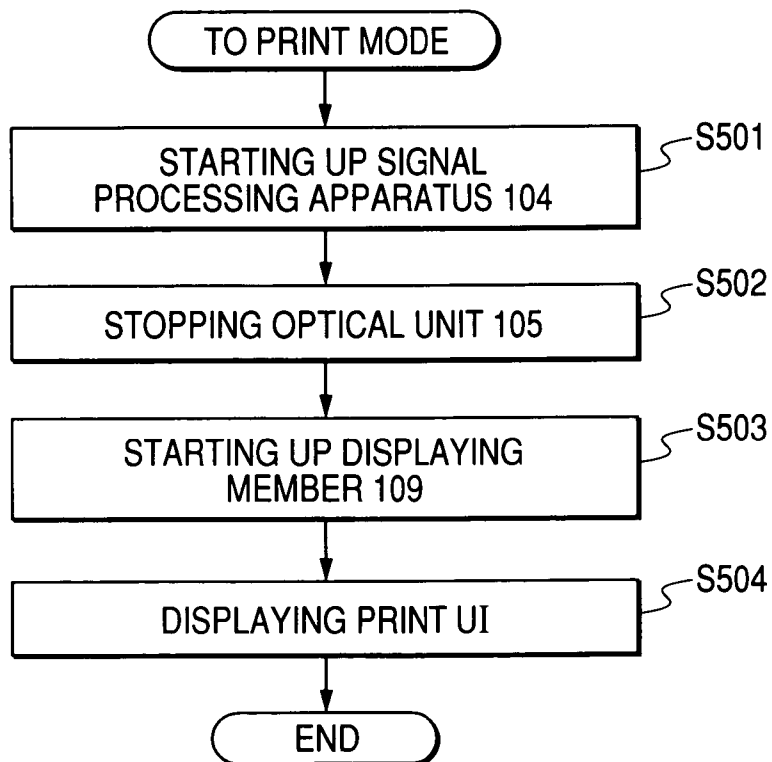 TO PRINT MODE
S501
STARTING UP SIGNAL
PROCESSING APPARATUS 104
S502
STOPPING OPTICAL UNIT 105
S503
STARTING UP DISPLAYING
MEMBER 109
S504
DISPLAYING PRINT UI
END